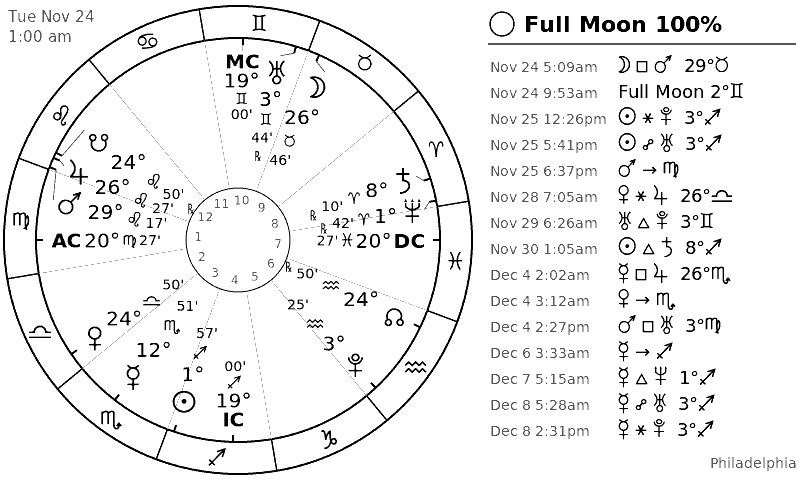 Tue Nov 24
1:00 am
◯ Full Moon 100%
Nov 24 5:09am ☽ □ ♂ 29°♉
Nov 24 9:53am Full Moon 2°♊
Nov 25 12:26pm ☉ ⚹ ♇ 3°♐
Nov 25 5:41pm ☉ ☍ ♅ 3°♐
Nov 25 6:37pm ♂ → ♍
Nov 28 7:05am ♀ ⚹ ♃ 26°♎
Nov 29 6:26am ♅ △ ♇ 3°♊
Nov 30 1:05am ☉ △ ♄ 8°♐
Dec 4 2:02am ☿ □ ♃ 26°♏
Dec 4 3:12am ♀ → ♏
Dec 4 2:27pm ♂ □ ♅ 3°♍
Dec 6 3:33am ☿ → ♐
Dec 7 5:15am ☿ △ ♆ 1°♐
Dec 8 5:28am ☿ ☍ ♅ 3°♐
Dec 8 2:31pm ☿ ⚹ ♇ 3°♐
Philadelphia
♊
♋
♉
♌
♈
♍
♓
♎
♒
♏
♑
♐
MC 19° ♊ 00'
♅ 3° ♊ 44' ℞
☽ 26° ♉ 46'
☋ 24° ♌ 50' ℞
♃ 26° ♌ 27'
♂ 29° ♌ 17'
AC 20° ♍ 27'
♄ 8° ♈ 10' ℞
♆ 1° ♈ 42' ℞
27' ♓ 20° DC
♀ 24° ♎ 50'
☿ 12° ♏ 51'
☉ 1° ♐ 57'
00' ♐ 19° IC
☊ 24° ♒ 50' ℞
♇ 3° ♒ 25'
1
2
3
4
5
6
7
8
9
10
11
12